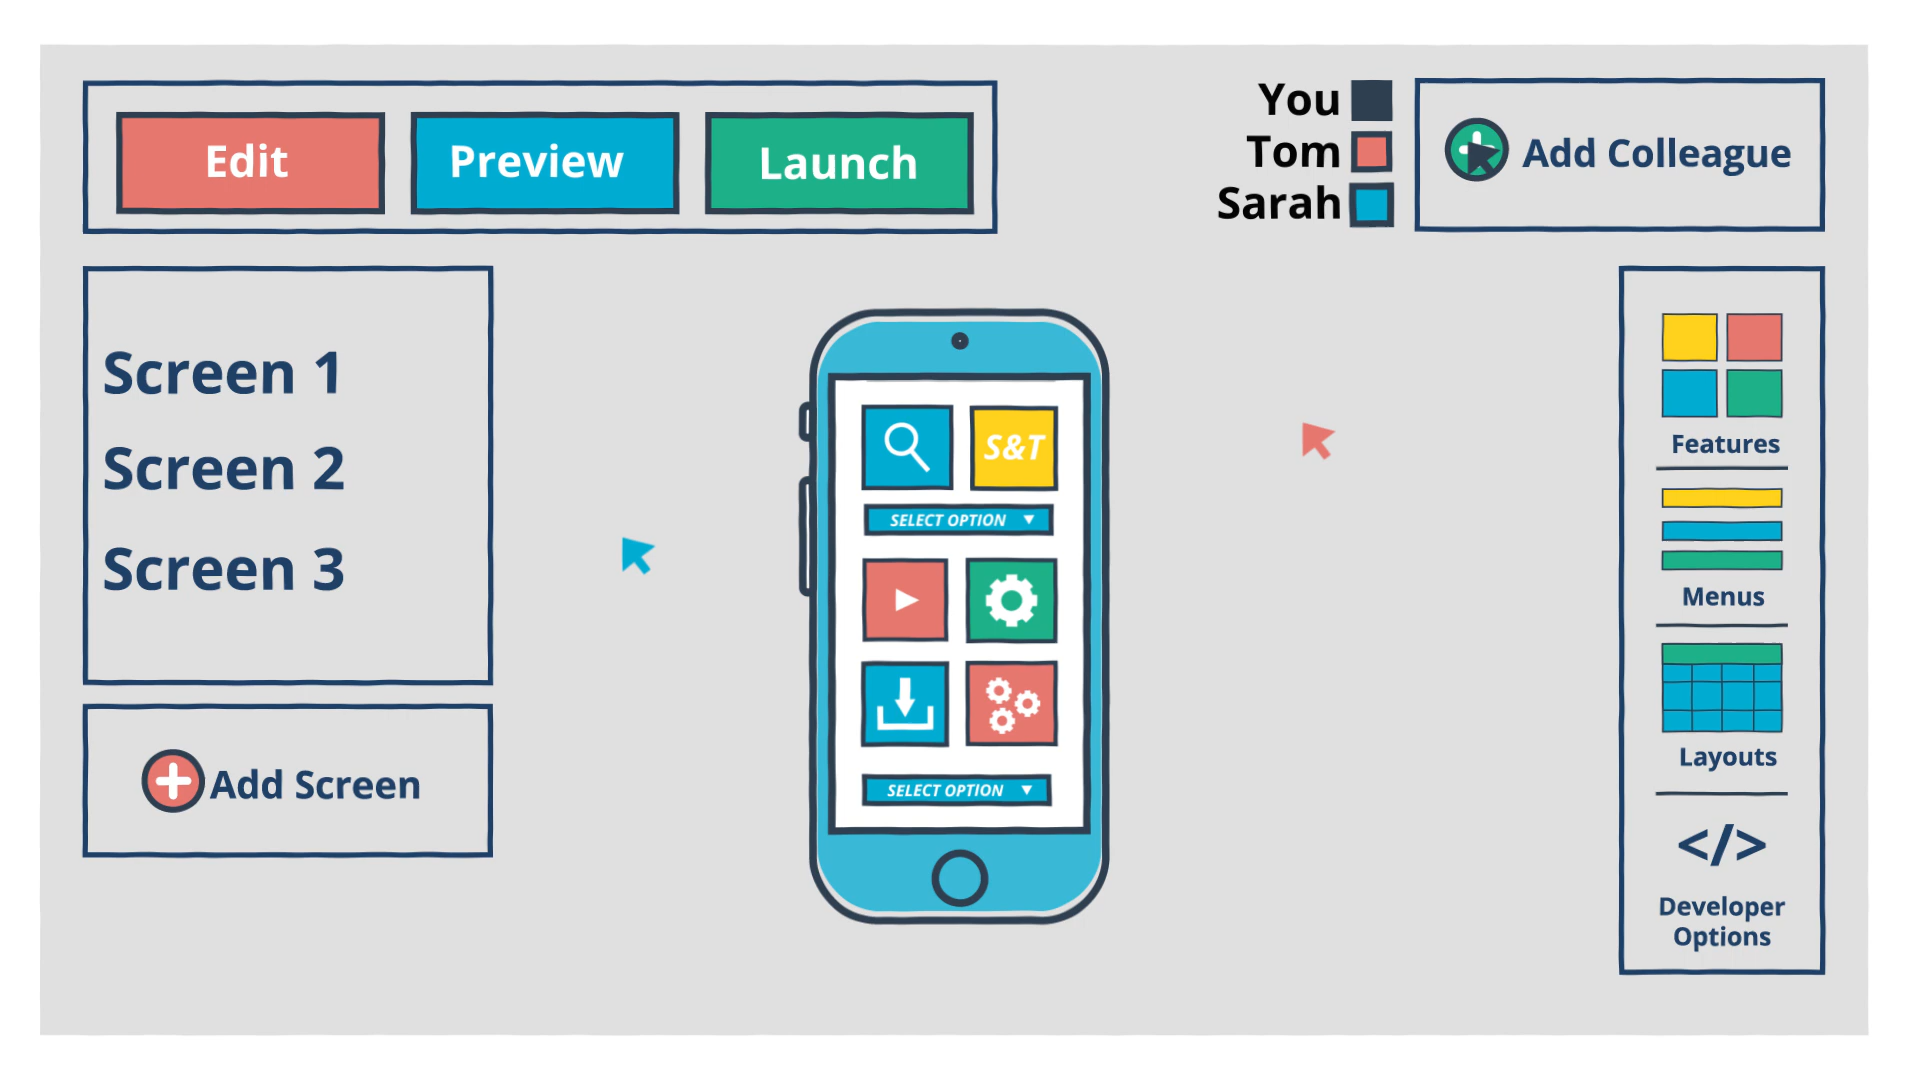 Edit
Preview
Launch
You
Tom
Sarah
Add Colleague
Screen 1
Screen 2
Screen 3
Add Screen
S&T
SELECT OPTION
SELECT OPTION
Features
Menus
Layouts
</>
Developer
Options